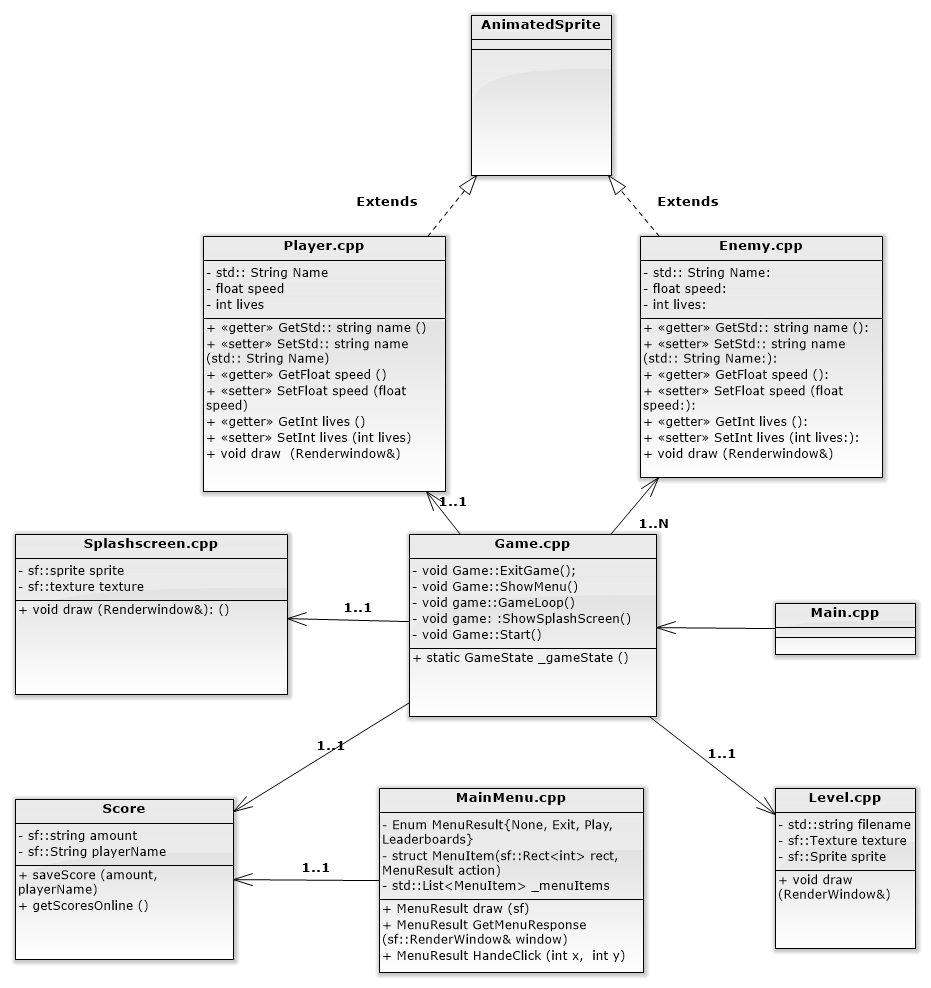 AnimatedSprite
Extends
Extends
Player.cpp
- std:: String Name
- float speed
- int lives
+ «getter» GetStd:: string name ()
+ «setter» SetStd:: string name
(std:: String Name)
+ «getter» GetFloat speed ()
+ «setter» SetFloat speed (float
speed)
+ «getter» GetInt lives ()
+ «setter» SetInt lives (int lives)
+ void draw  (Renderwindow&)
Enemy.cpp
- std:: String Name:
- float speed:
- int lives:
+ «getter» GetStd:: string name ():
+ «setter» SetStd:: string name
(std:: String Name:):
+ «getter» GetFloat speed ():
+ «setter» SetFloat speed (float
speed:):
+ «getter» GetInt lives ():
+ «setter» SetInt lives (int lives:):
+ void draw (Renderwindow&)
1..1
1..N
Splashscreen.cpp
- sf::sprite sprite
- sf::texture texture
+ void draw (Renderwindow&): ()
1..1
Game.cpp
- void Game::ExitGame();
- void Game::ShowMenu()
- void game::GameLoop()
- void game: :ShowSplashScreen()
- void Game::Start()
+ static GameState _gameState ()
Main.cpp
1..1
1..1
Score
- sf::string amount
- sf::String playerName
+ saveScore (amount,
playerName)
+ getScoresOnline ()
1..1
MainMenu.cpp
- Enum MenuResult{None, Exit, Play,
Leaderboards}
- struct MenuItem(sf::Rect<int> rect,
MenuResult action)
- std::List<MenuItem> _menuItems
+ MenuResult draw (sf)
+ MenuResult GetMenuResponse
(sf::RenderWindow& window)
+ MenuResult HandeClick (int x,  int y)
Level.cpp
- std::string filename
- sf::Texture texture
- sf::Sprite sprite
+ void draw
(RenderWindow&)